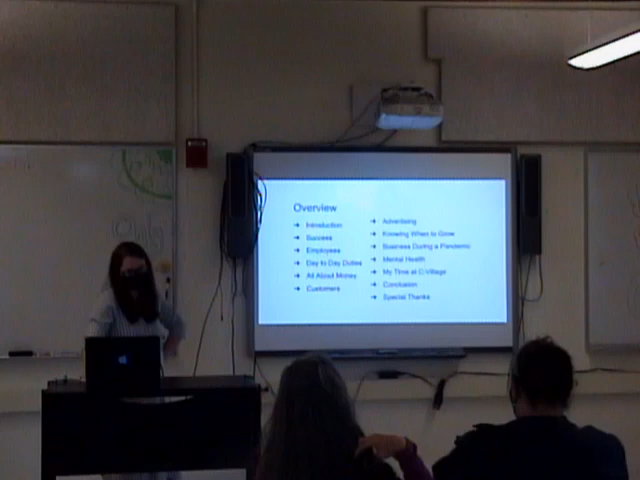 Overview
➔ Introduction
➔ Success
➔ Employees
➔ Day to Day Duties
➔ All About Money
➔ Customers
➔ Advertising
➔ Knowing When to Grow
➔ Business During a Pandemic
➔ Mental Health
➔ My Time at C.Village
➔ Conclusion
➔ Special Thanks
Only